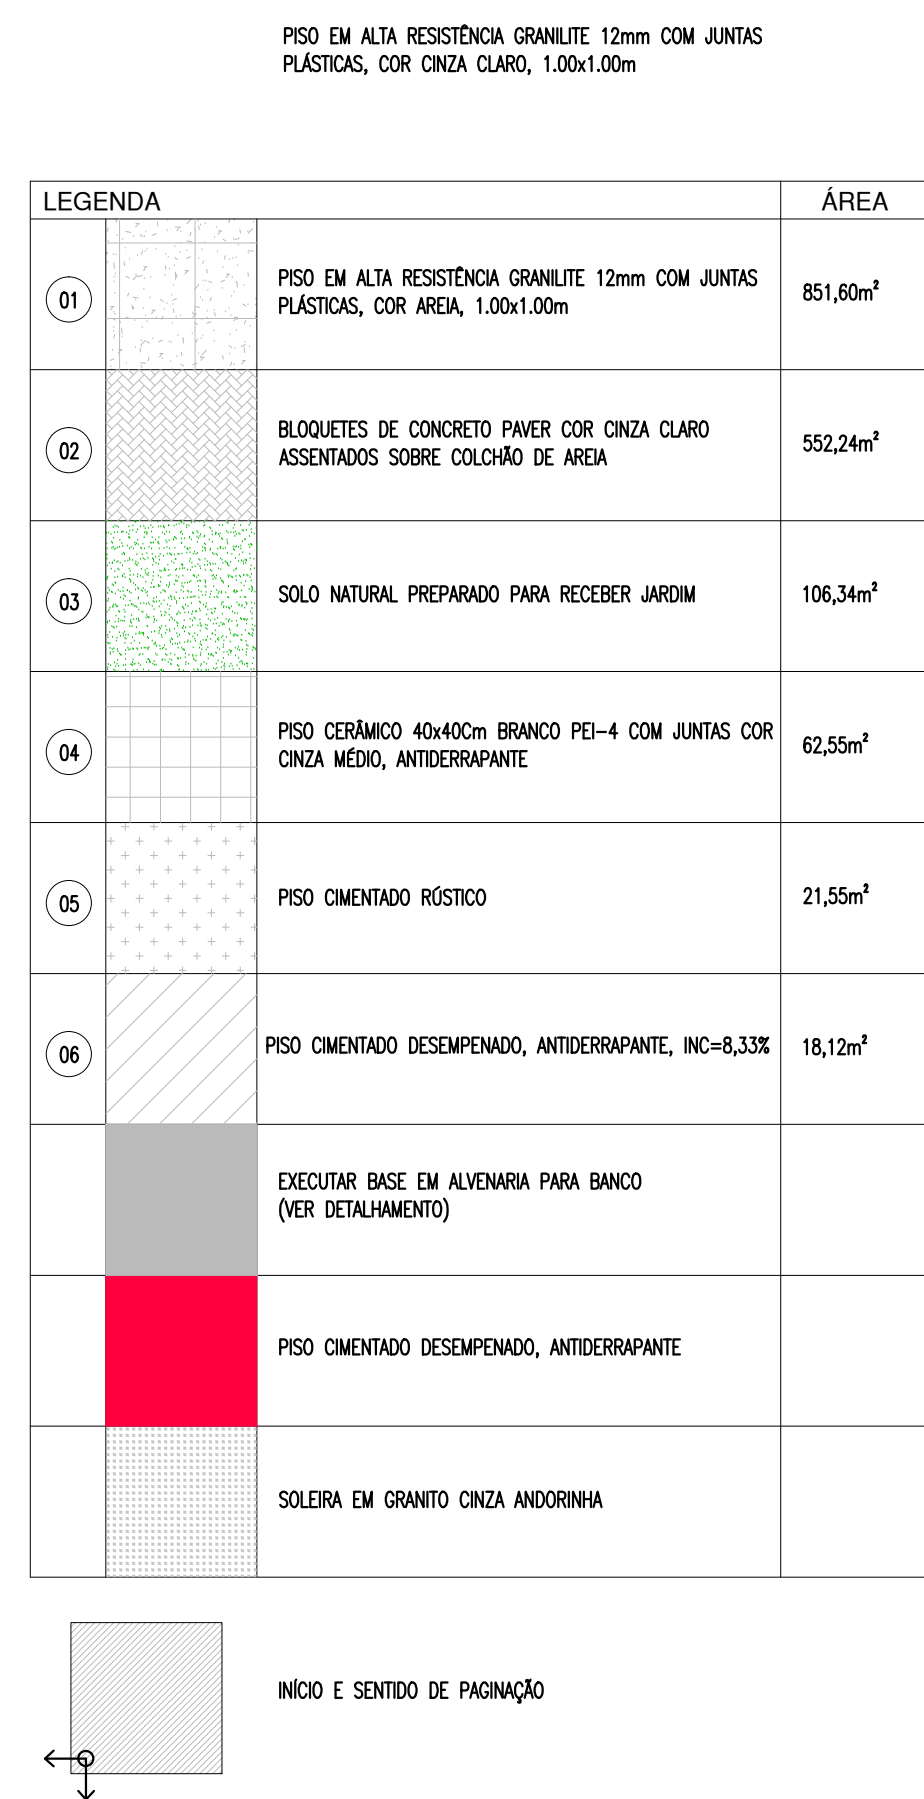 PISO EM ALTA RESISTÊNCIA GRANILITE 12mm COM JUNTAS
PLÁSTICAS, COR CINZA CLARO, 1.00x1.00m
LEGENDA ÁREA
01
PISO EM ALTA RESISTÊNCIA GRANILITE 12mm COM JUNTAS
PLÁSTICAS, COR AREIA, 1.00x1.00m
851,60m²
02
BLOQUETES DE CONCRETO PAVER COR CINZA CLARO
ASSENTADOS SOBRE COLCHÃO DE AREIA
552,24m²
03
SOLO NATURAL PREPARADO PARA RECEBER JARDIM
106,34m²
04
PISO CERÂMICO 40x40Cm BRANCO PEI-4 COM JUNTAS COR
CINZA MÉDIO, ANTIDERRAPANTE
62,55m²
05
PISO CIMENTADO RÚSTICO
21,55m²
06
PISO CIMENTADO DESEMPENADO, ANTIDERRAPANTE, INC=8,33%
18,12m²
EXECUTAR BASE EM ALVENARIA PARA BANCO
(VER DETALHAMENTO)
PISO CIMENTADO DESEMPENADO, ANTIDERRAPANTE
SOLEIRA EM GRANITO CINZA ANDORINHA
INÍCIO E SENTIDO DE PAGINAÇÃO